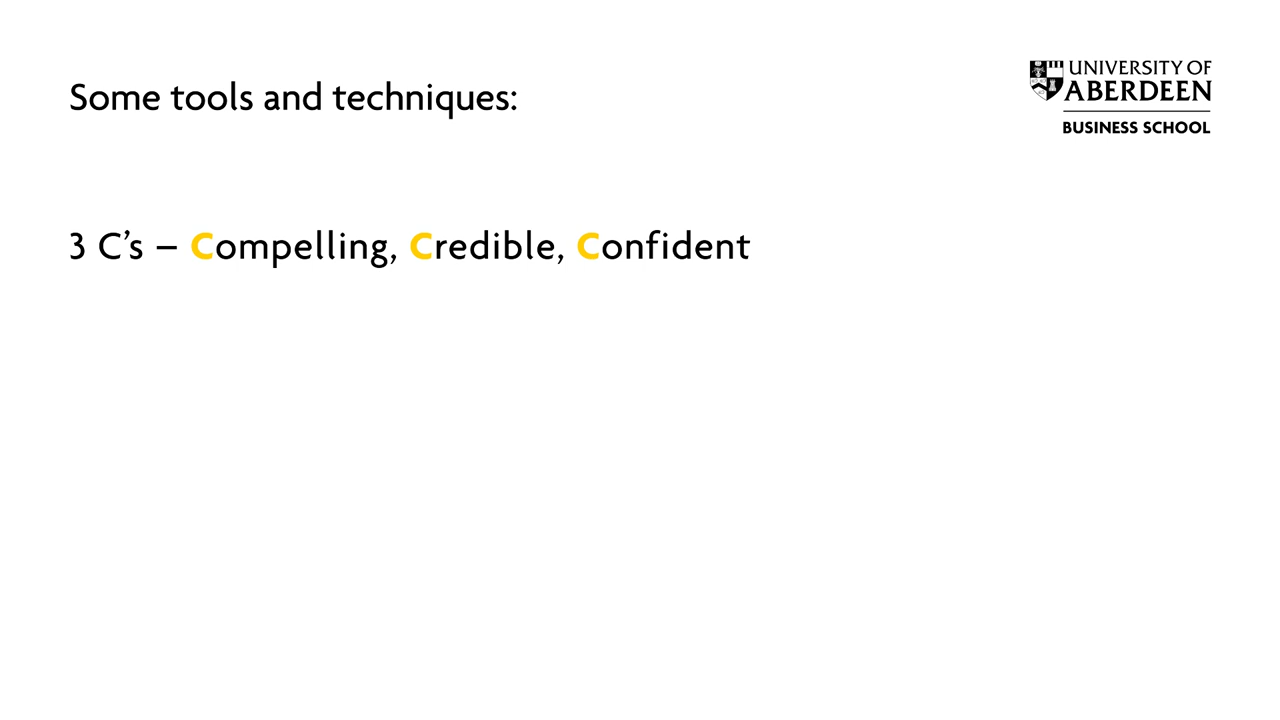 Some tools and techniques:
UNIVERSITY OF
ABERDEEN
BUSINESS SCHOOL
3 C’s – Compelling, Credible, Confident